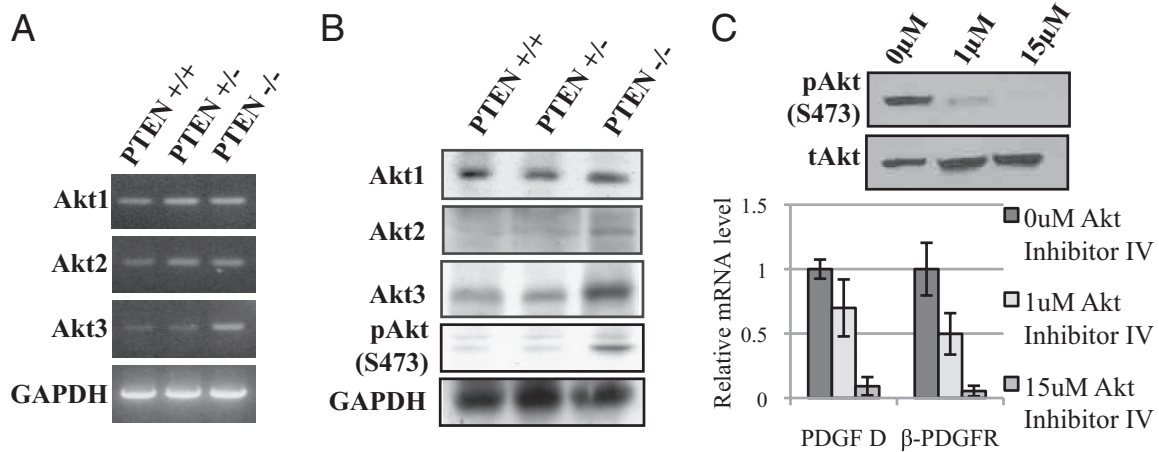 A
PTEN +/+
PTEN +/-
PTEN -/-
Akt1
Akt2
Akt3
GAPDH
B
PTEN +/+
PTEN +/-
PTEN -/-
Akt1
Akt2
Akt3
pAkt
(S473)
GAPDH
C
0µM
1µM
15µM
pAkt
(S473)
tAkt
Relative mRNA level
1.5
1
0.5
0
PDGF D
β-PDGFR
0uM Akt
Inhibitor IV
1uM Akt
Inhibitor IV
15uM Akt
Inhibitor IV